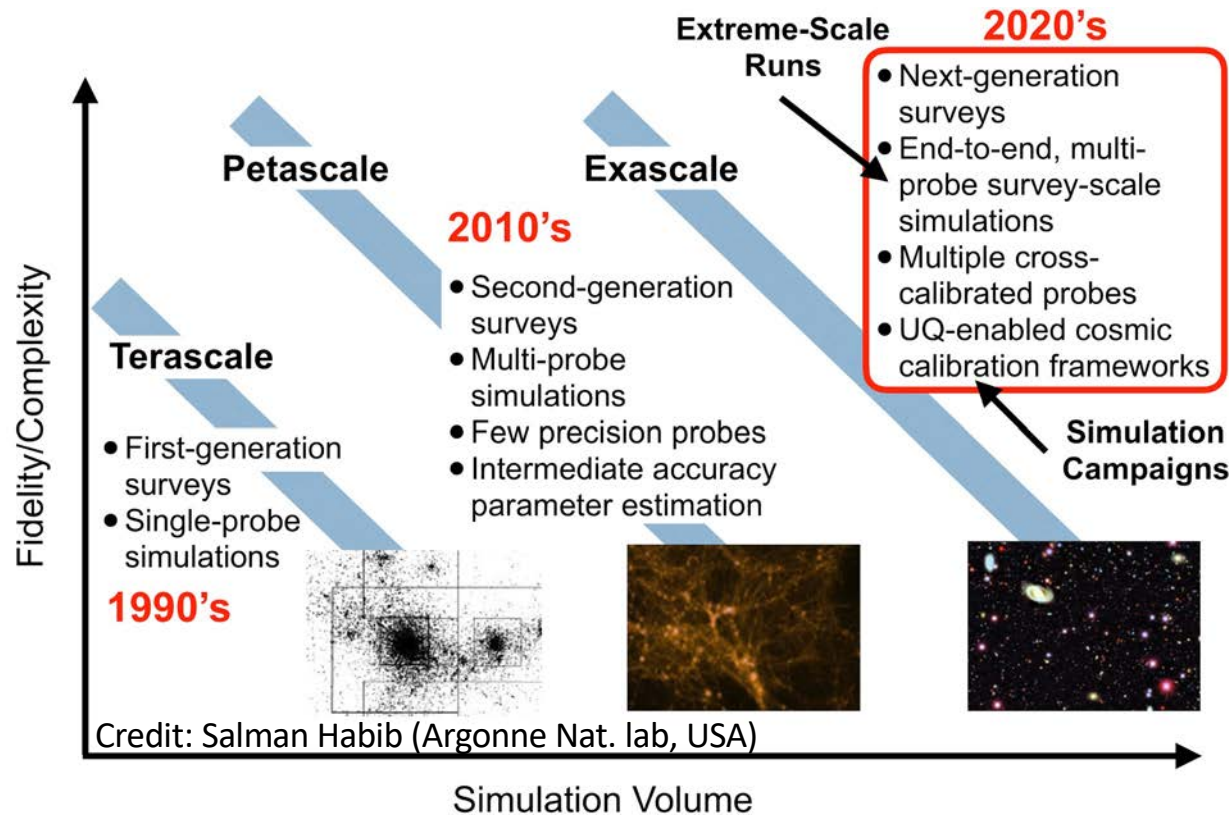 Extreme-Scale
Runs
2020's
• Next-generation
surveys
• End-to-end, multi-
probe survey-scale
simulations
• Multiple cross-
calibrated probes
• UQ-enabled cosmic
calibration frameworks
Simulation
Campaigns
Petascale
Exascale
2010's
• Second-generation
surveys
• Multi-probe
simulations
• Few precision probes
• Intermediate accuracy
parameter estimation
Terascale
• First-generation
surveys
• Single-probe
simulations
1990's
Fidelity/Complexity
Credit: Salman Habib (Argonne Nat. lab, USA)
Simulation Volume